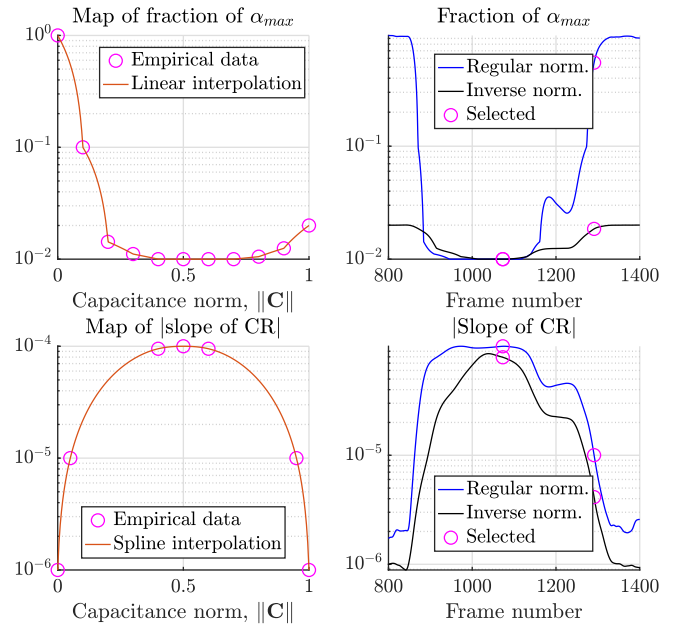 Map of fraction of α_max
10^0
10^-1
10^-2
0
0.5
1
Capacitance norm, ‖C‖
Empirical data
Linear interpolation
Fraction of α_max
10^-1
10^-2
800
1000
1200
1400
Frame number
Regular norm.
Inverse norm.
Selected
Map of |slope of CR|
10^-4
10^-5
10^-6
0
0.5
1
Capacitance norm, ‖C‖
Empirical data
Spline interpolation
|Slope of CR|
10^-5
10^-6
800
1000
1200
1400
Frame number
Regular norm.
Inverse norm.
Selected